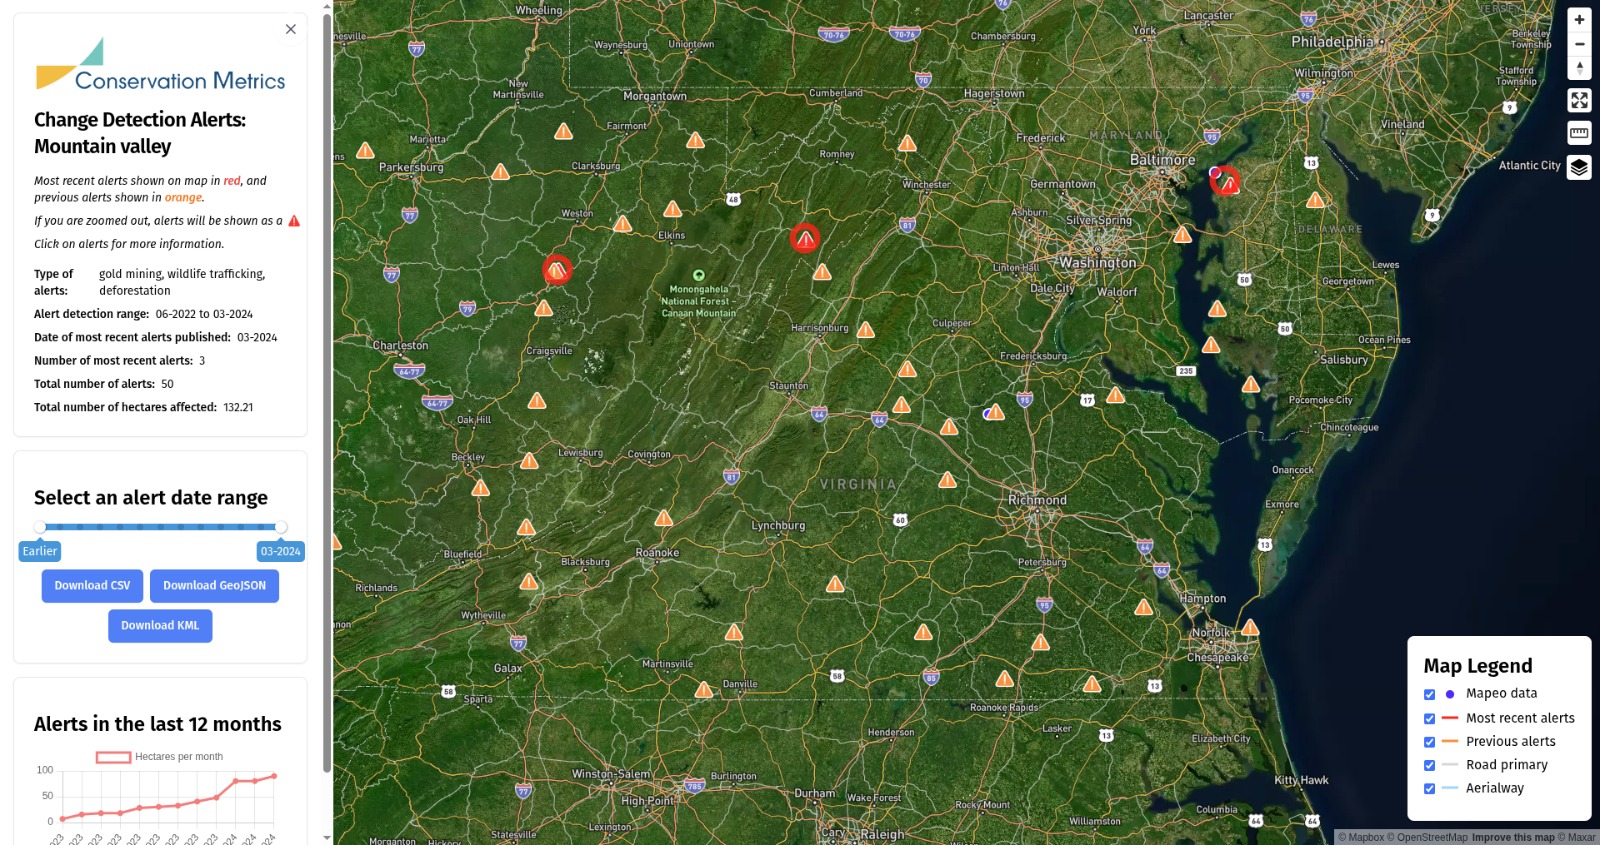 Conservation Metrics
Change Detection Alerts:
Mountain valley
Most recent alerts shown on map in red, and
previous alerts shown in orange.
If you are zoomed out, alerts will be shown as a
Click on alerts for more information.
Type of alerts: gold mining, wildlife trafficking, deforestation
Alert detection range: 06-2022 to 03-2024
Date of most recent alerts published: 03-2024
Number of most recent alerts: 3
Total number of alerts: 50
Total number of hectares affected: 132.21
Select an alert date range
Earlier
03-2024
Download CSV
Download GeoJSON
Download KML
Alerts in the last 12 months
Hectares per month
100
50
0
Wheeling
Lancaster
JERSEY
York
Philadelphia
Berkeley Township
Waynesburg
Uniontown
Chambersburg
Wilmington
Stafford Township
New Martinsville
Morgantown
Cumberland
Hagerstown
Vineland
Marietta
Fairmont
Frederick
MARYLAND
Romney
Baltimore
Atlantic City
Parkersburg
Clarksburg
Winchester
Germantown
Weston
Ashburn
Silver Spring
DELAWARE
Elkins
Washington
Lewes
Linton Hall
Georgetown
Monongahela
National Forest -
Canaan Mountain
Dale City
Waldorf
Harrisonburg
Culpeper
Ocean Pines
Charleston
Craigsville
Fredericksburg
Salisbury
Staunton
Pocomoke City
Oak Hill
Chincoteague
Beckley
Lewisburg
Covington
Onancock
VIRGINIA
Richmond
Exmore
Lynchburg
Bluefield
Roanoke
Blacksburg
Petersburg
Richlands
Hampton
Wytheville
Norfolk
Chesapeake
Galax
Martinsville
Danville
Sparta
Roanoke Rapids
Henderson
Lasker
Elizabeth City
Winston-Salem
Burlington
Kitty Hawk
High Point
Durham
Wake Forest
Rocky Mount
Columbia
Lexington
Williamston
Statesville
Cary
Raleigh
Morganton
Hickory
Map Legend
Mapeo data
Most recent alerts
Previous alerts
Road primary
Aerialway
© Mapbox © OpenStreetMap Improve this map © Maxar